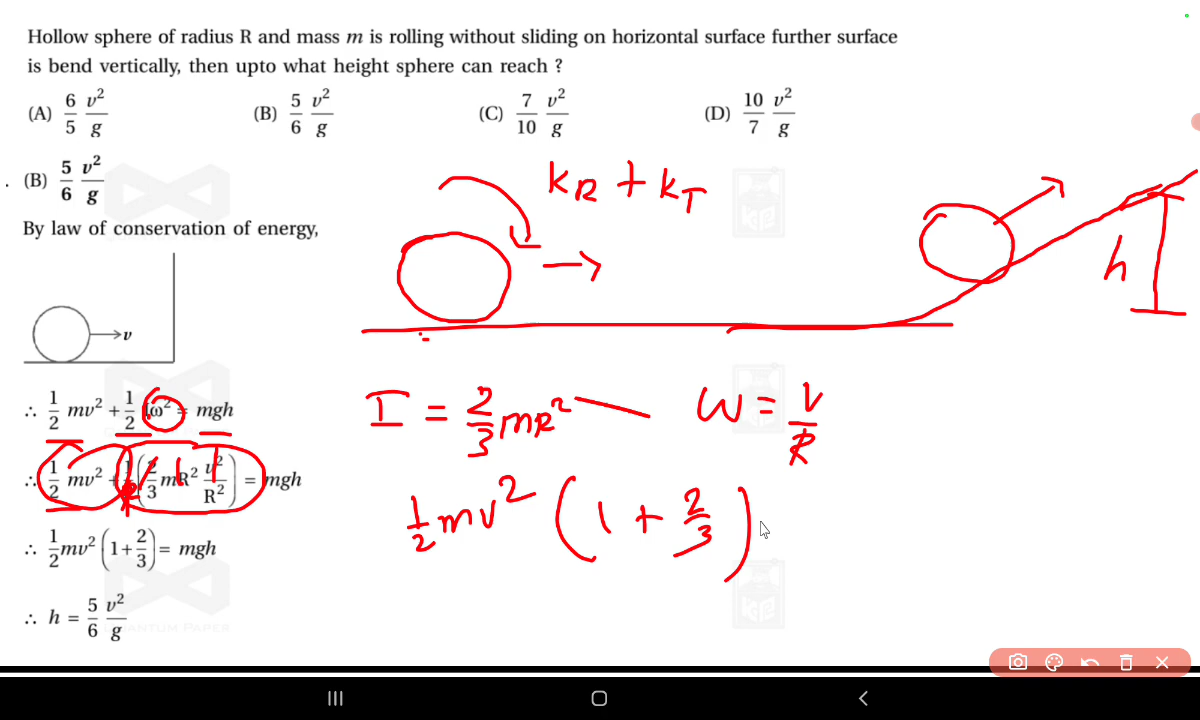 Hollow sphere of radius R and mass m is rolling without sliding on horizontal surface further surface
is bend vertically, then upto what height sphere can reach ?
(A) 6/5 v²/g (B) 5/6 v²/g (C) 7/10 v²/g (D) 10/7 v²/g
. (B) 5/6 v²/g
K_R + K_T
By law of conservation of energy,
h
v
∴ 1/2 mv² + 1/2 Iω² = mgh
I = 2/3 mR² ω = v/R
∴ 1/2 mv² + 1/2 (2/3 mR² v²/R²) = mgh
1/2 mv² (1 + 2/3)
∴ 1/2 mv² (1 + 2/3) = mgh
∴ h = 5/6 v²/g
QUANTUM PAPER